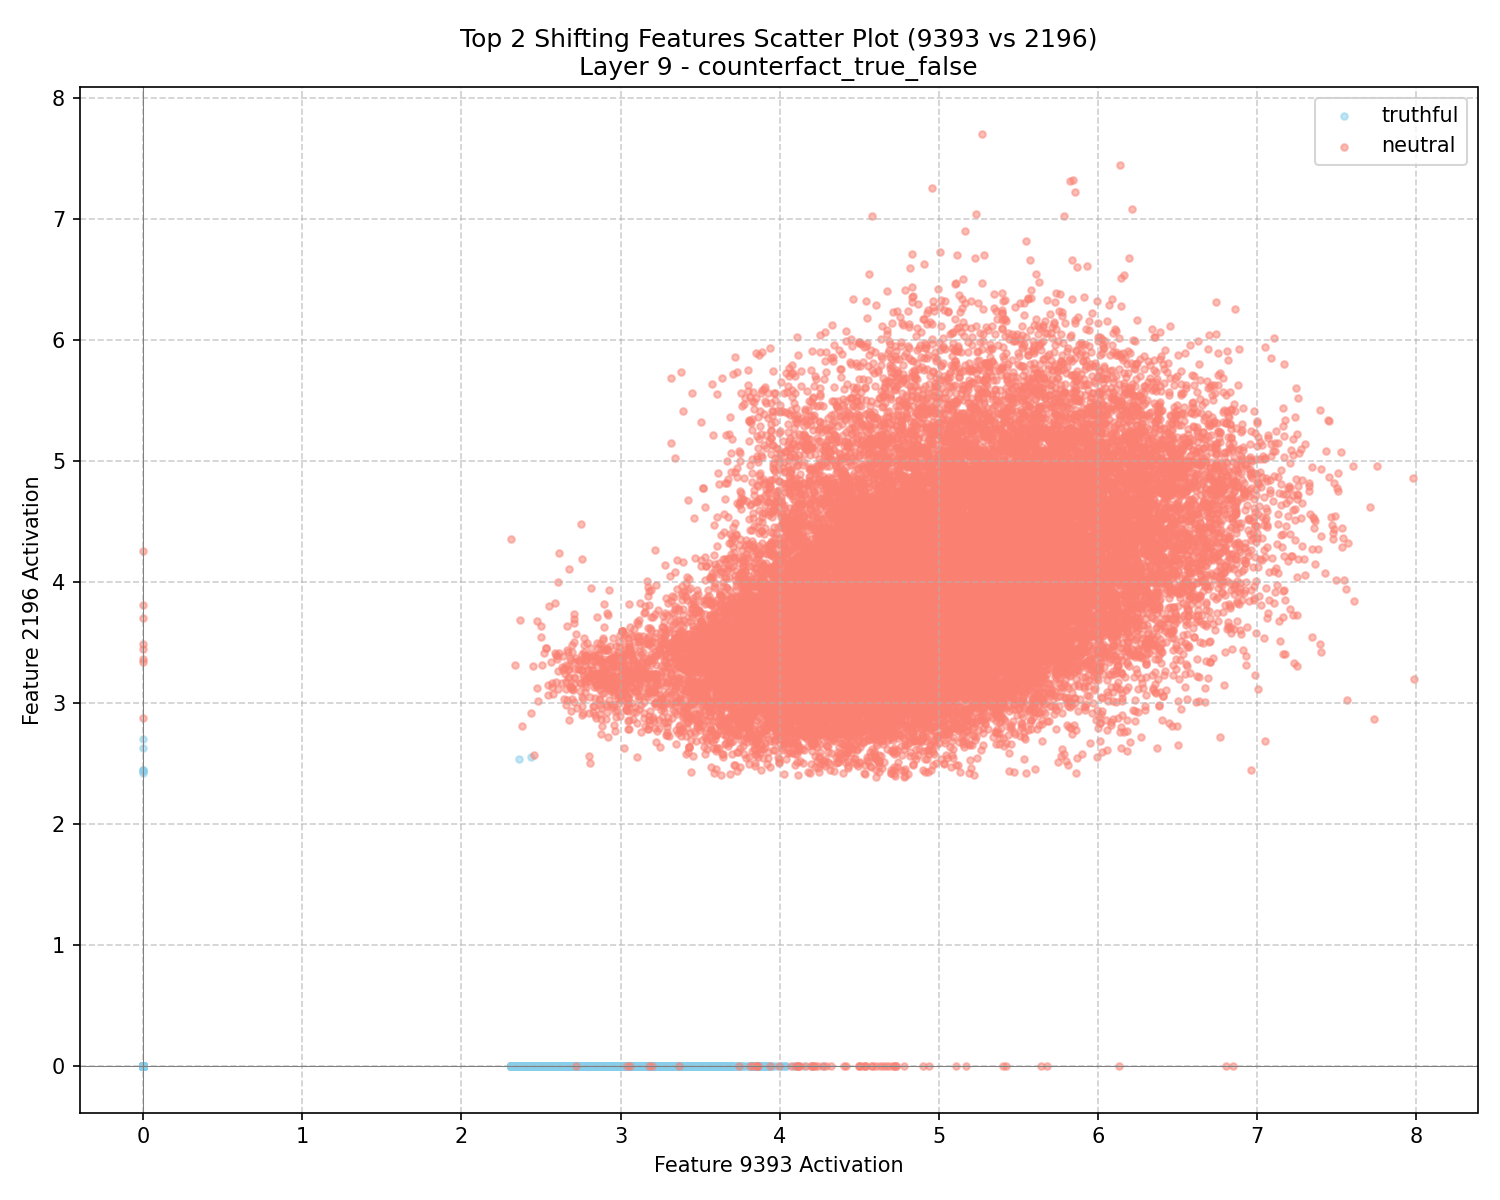 Top 2 Shifting Features Scatter Plot (9393 vs 2196)
Layer 9 - counterfact_true_false
truthful
neutral
Feature 2196 Activation
8
7
6
5
4
3
2
1
0
0 1 2 3 4 5 6 7 8
Feature 9393 Activation